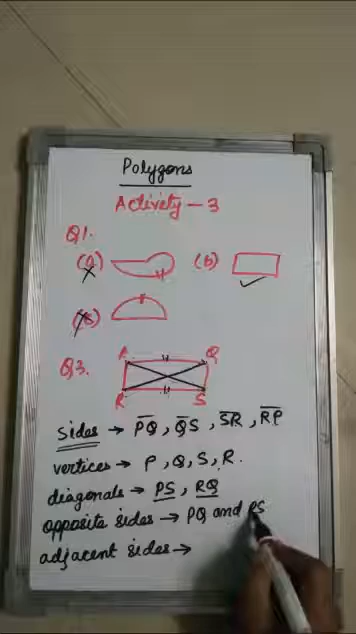 Polygons
Activity - 3
Q1.
(a) (b)
(c)
Q3. P Q
R S
sides → PQ, QS, SR, RP
vertices → P, Q, S, R.
diagonals → PS, RQ
opposite sides → PQ and RS
adjacent sides →